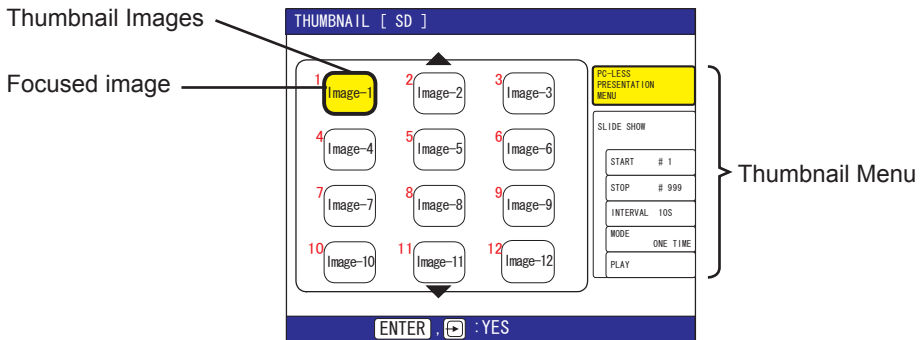 Thumbnail Images
Focused image
THUMBNAIL [ SD ]
1 Image-1
2 Image-2
3 Image-3
4 Image-4
5 Image-5
6 Image-6
7 Image-7
8 Image-8
9 Image-9
10 Image-10
11 Image-11
12 Image-12
PC-LESS
PRESENTATION
MENU
SLIDE SHOW
START # 1
STOP # 999
INTERVAL 10S
MODE
ONE TIME
PLAY
Thumbnail Menu
ENTER , :YES